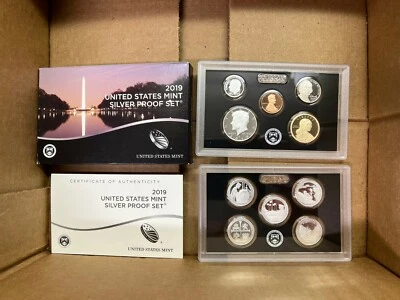 2019
UNITED STATES MINT
SILVER PROOF SET®
UNITED STATES MINT
CERTIFICATE OF AUTHENTICITY
2019
UNITED STATES MINT
SILVER PROOF SET®
UNITED STATES MINT